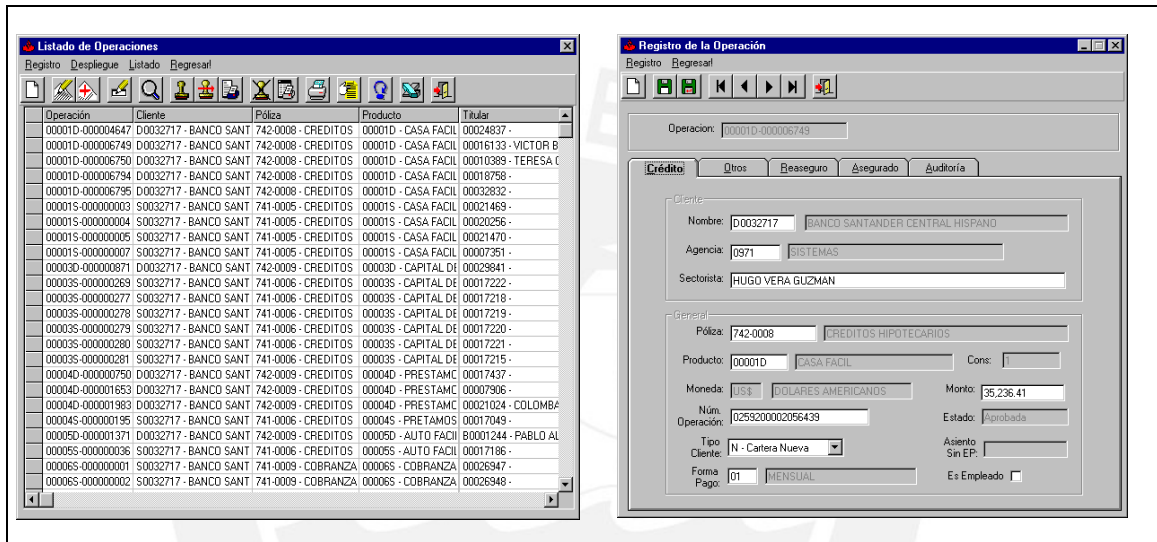 Listado de Operaciones
Registro Despliegue Listado Regresar!
Operación Cliente Póliza Producto Titular
00001D-000004647 D0032717 - BANCO SANT 742-0008 - CREDITOS 00001D - CASA FACIL 00024837 -
00001D-000006749 D0032717 - BANCO SANT 742-0008 - CREDITOS 00001D - CASA FACIL 00016133 - VICTOR B
00001D-000006750 D0032717 - BANCO SANT 742-0008 - CREDITOS 00001D - CASA FACIL 00010389 - TERESA
00001D-000006794 D0032717 - BANCO SANT 742-0008 - CREDITOS 00001D - CASA FACIL 00018758 -
00001D-000006795 D0032717 - BANCO SANT 742-0008 - CREDITOS 00001D - CASA FACIL 00032832 -
00001S-000000003 S0032717 - BANCO SANT 741-0005 - CREDITOS 00001S - CASA FACIL 00021469 -
00001S-000000004 S0032717 - BANCO SANT 741-0005 - CREDITOS 00001S - CASA FACIL 00020256 -
00001S-000000005 S0032717 - BANCO SANT 741-0005 - CREDITOS 00001S - CASA FACIL 00021470 -
00001S-000000007 S0032717 - BANCO SANT 741-0005 - CREDITOS 00001S - CASA FACIL 00007351 -
00003D-000000871 D0032717 - BANCO SANT 742-0009 - CREDITOS 00003D - CAPITAL DE 00029841 -
00003S-000000269 S0032717 - BANCO SANT 741-0006 - CREDITOS 00003S - CAPITAL DE 00017222 -
00003S-000000277 S0032717 - BANCO SANT 741-0006 - CREDITOS 00003S - CAPITAL DE 00017218 -
00003S-000000278 S0032717 - BANCO SANT 741-0006 - CREDITOS 00003S - CAPITAL DE 00017219 -
00003S-000000279 S0032717 - BANCO SANT 741-0006 - CREDITOS 00003S - CAPITAL DE 00017220 -
00003S-000000280 S0032717 - BANCO SANT 741-0006 - CREDITOS 00003S - CAPITAL DE 00017221 -
00003S-000000281 S0032717 - BANCO SANT 741-0006 - CREDITOS 00003S - CAPITAL DE 00017215 -
00004D-000000750 D0032717 - BANCO SANT 742-0009 - CREDITOS 00004D - PRESTAMO 00017437 -
00004D-000001653 D0032717 - BANCO SANT 742-0009 - CREDITOS 00004D - PRESTAMO 00007906 -
00004D-000001983 D0032717 - BANCO SANT 742-0009 - CREDITOS 00004D - PRESTAMO 00021024 - COLOMBA
00004S-000000195 S0032717 - BANCO SANT 741-0006 - CREDITOS 00004S - PRETAMOS 00017049 -
00005D-000001371 D0032717 - BANCO SANT 742-0009 - CREDITOS 00005D - AUTO FACIL B0001244 - PABLO AL
00005S-000000036 S0032717 - BANCO SANT 741-0006 - CREDITOS 00005S - AUTO FACIL 00017186 -
00006S-000000001 S0032717 - BANCO SANT 741-0009 - COBRANZA 00006S - COBRANZA 00026947 -
00006S-000000002 S0032717 - BANCO SANT 741-0009 - COBRANZA 00006S - COBRANZA 00026948 -
Registro de la Operación
Registro Regresar!
Operacion: 00001D-000006749
Crédito Otros Reaseguro Asegurado Auditoría
Cliente
Nombre: D0032717 BANCO SANTANDER CENTRAL HISPANO
Agencia: 0971 SISTEMAS
Sectorista: HUGO VERA GUZMAN
General
Póliza: 742-0008 CREDITOS HIPOTECARIOS
Producto: 00001D CASA FACIL Cons: 1
Moneda: US$ DOLARES AMERICANOS Monto: 35,236.41
Núm. Operación: 0259200002056439 Estado: Aprobada
Tipo Cliente: N - Cartera Nueva Asiento Sin EP:
Forma Pago: 01 MENSUAL Es Empleado